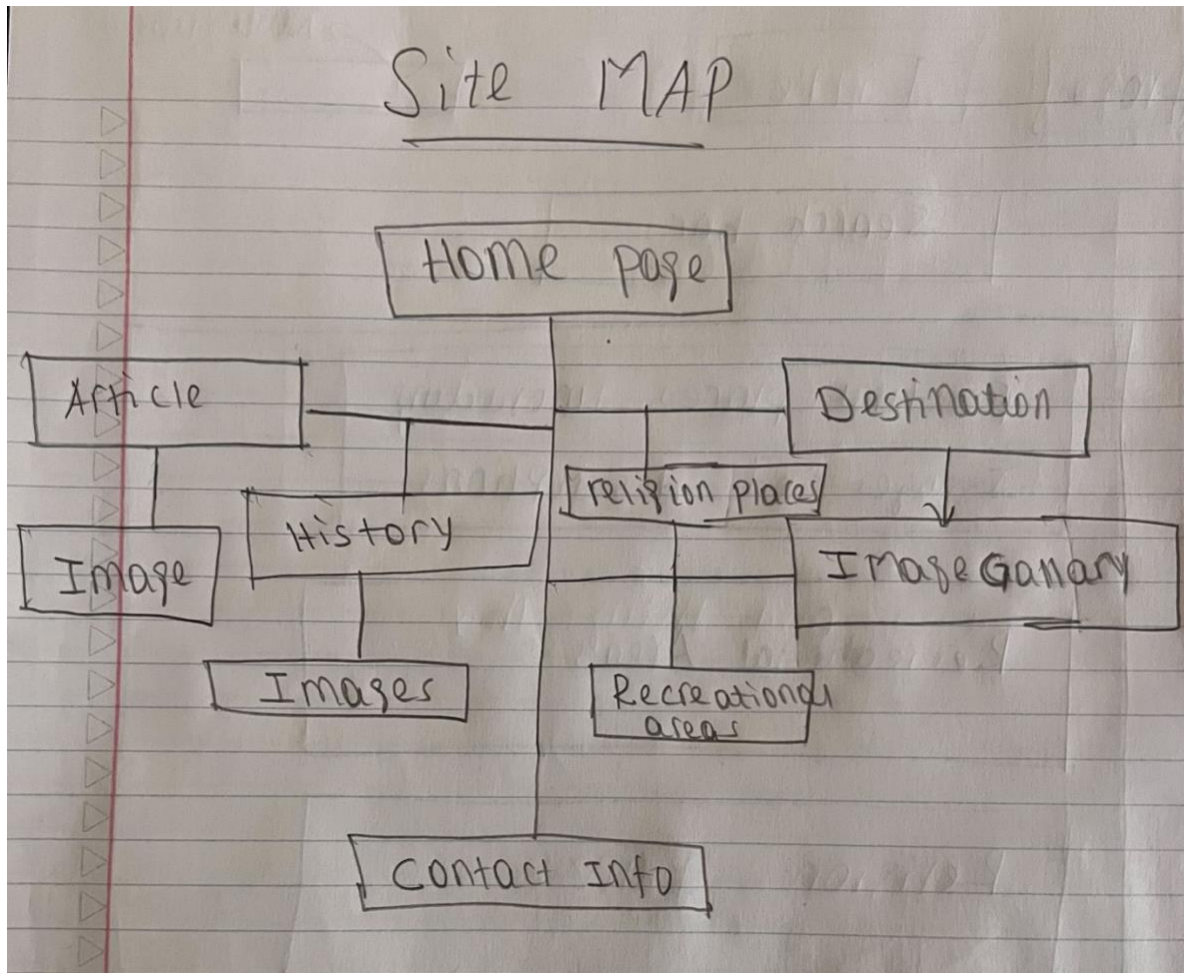 Site MAP
Home page
Article
Destination
religion places
History
Image
Image Gallary
Images
Recreational
areas
Contact Info